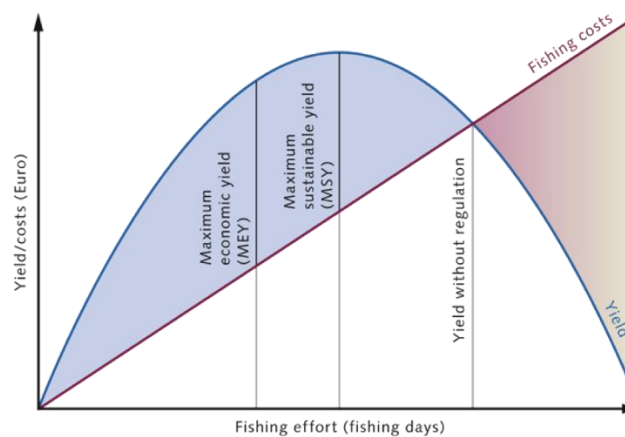 Fishing costs
Yield/costs (Euro)
Maximum
economic yield
(MEY)
Maximum
sustainable yield
(MSY)
Yield without regulation
Yield
Fishing effort (fishing days)